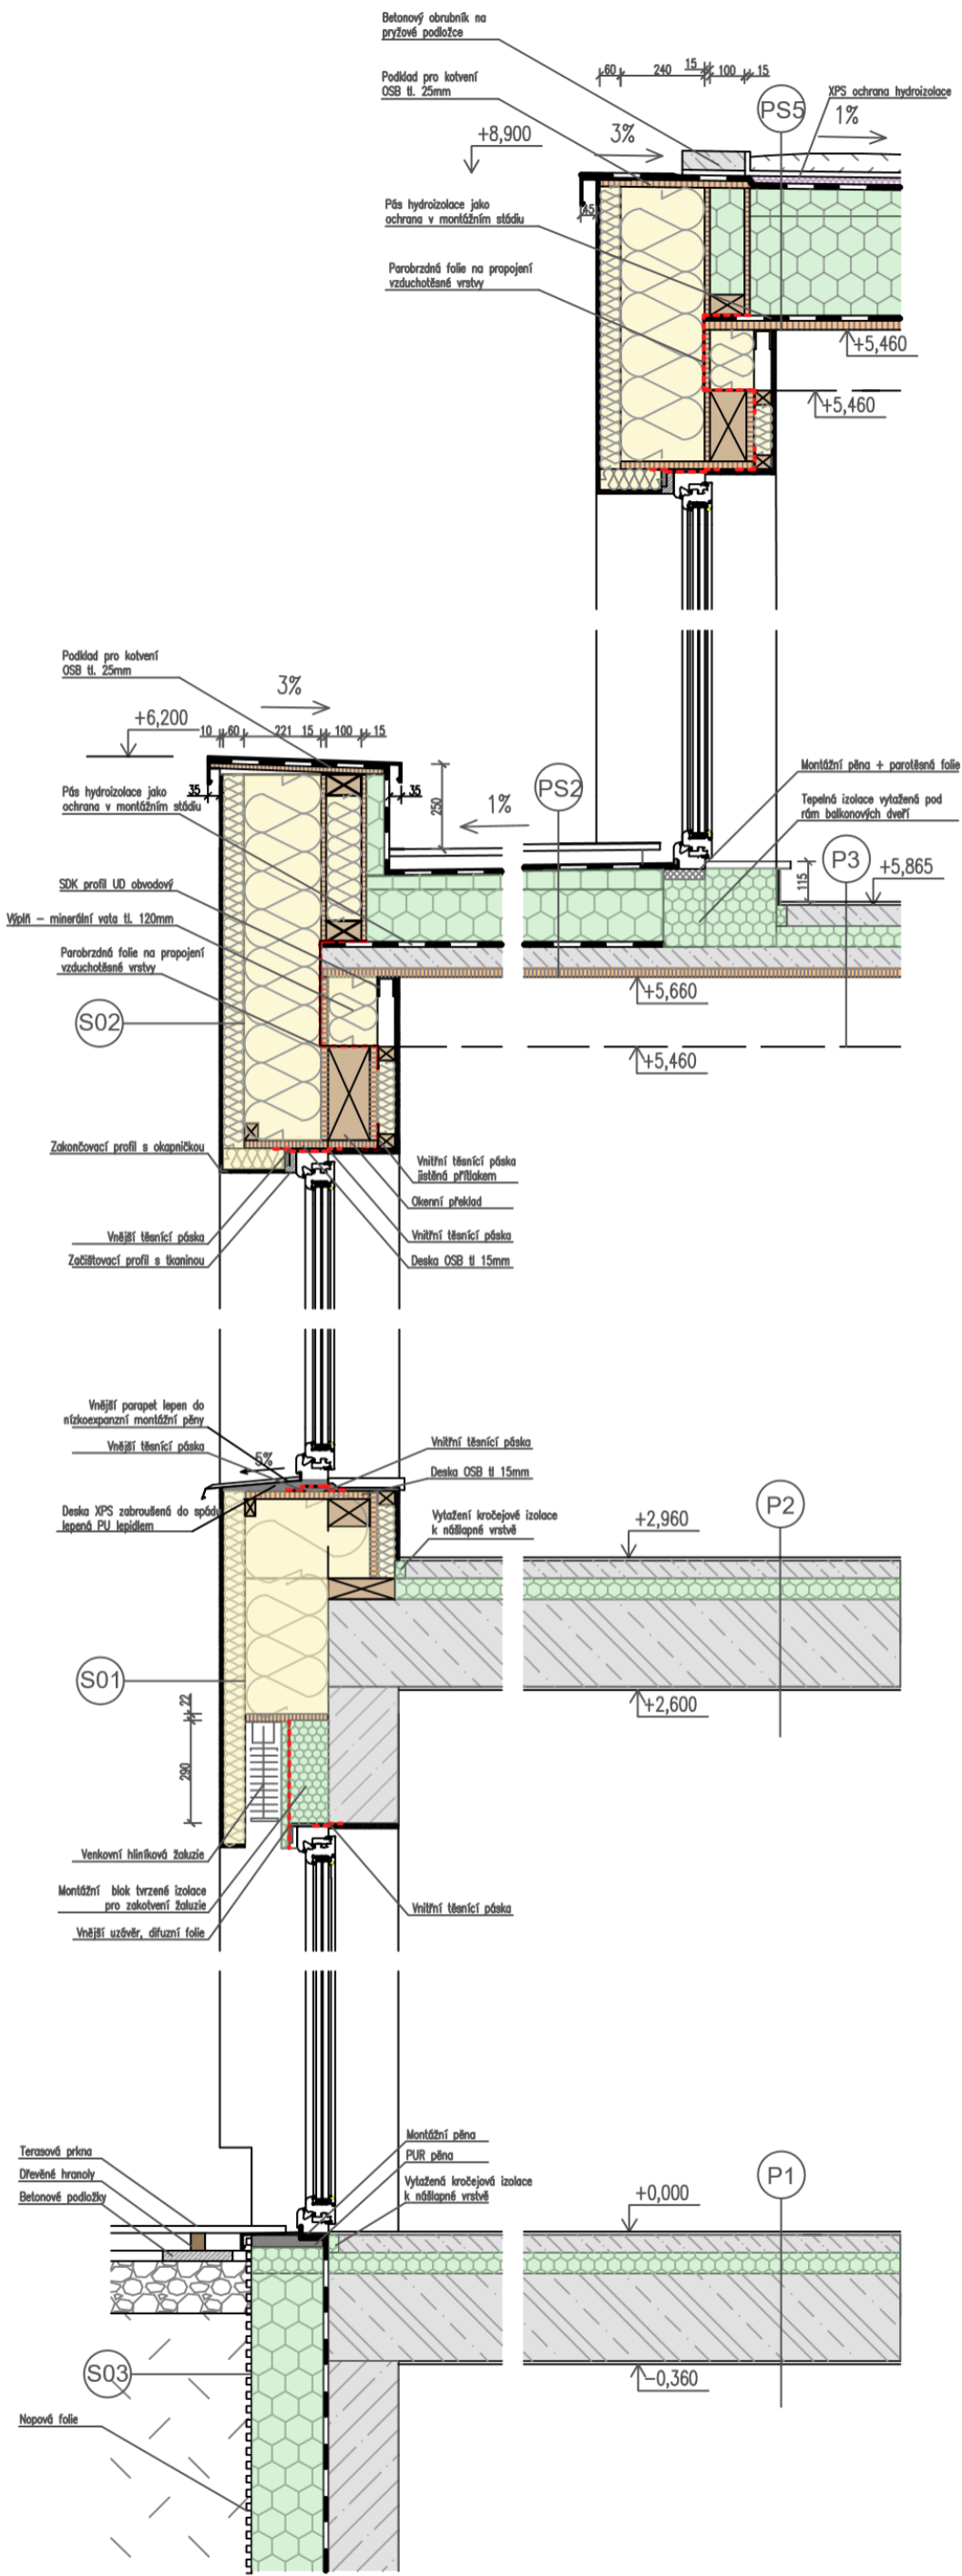 Betonový obrubník na
pryžové podložce
60
240
15
100
15
Podklad pro kotvení
OSB tl. 25mm
PS5
XPS ochrana hydroizolace
1%
+8,900
3%
45
Pás hydroizolace jako
ochrana v montážním stádiu
Parobrzdná folie na propojení
vzduchotěsné vrstvy
+5,460
+5,460
Podklad pro kotvení
OSB tl. 25mm
3%
+6,200
10
60
221
15
100
15
35
35
250
1%
PS2
Montážní pěna + parotěsná folie
Tepelná izolace vytažená pod
rám balkonových dveří
P3
115
+5,865
Pás hydroizolace jako
ochrana v montážním stádiu
SDK profil UD obvodový
Výplň – minerální vata tl. 120mm
Parobrzdná folie na propojení
vzduchotěsné vrstvy
S02
+5,660
+5,460
Zakončovací profil s okapničkou
Vnitřní těsnící páska
jistěná přítlakem
Okenní překlad
Vnější těsnící páska
Vnitřní těsnící páska
Začišťovací profil s tkaninou
Deska OSB tl 15mm
Vnější parapet lepen do
nízkoexpanzní montážní pěny
Vnější těsnící páska
5%
Vnitřní těsnící páska
Deska OSB tl 15mm
Deska XPS zabroušená do spádu
lepená PU lepidlem
Vytažení kročejové izolace
k nášlapné vrstvě
+2,960
P2
S01
22
290
+2,600
Venkovní hliníková žaluzie
Montážní blok tvrzené izolace
pro zakotvení žaluzie
Vnější uzávěr, difuzní folie
Vnitřní těsnící páska
Terasová prkna
Dřevěné hranoly
Betonové podložky
Montážní pěna
PUR pěna
Vytažená kročejová izolace
k nášlapné vrstvě
+0,000
P1
S03
-0,360
Nopová folie